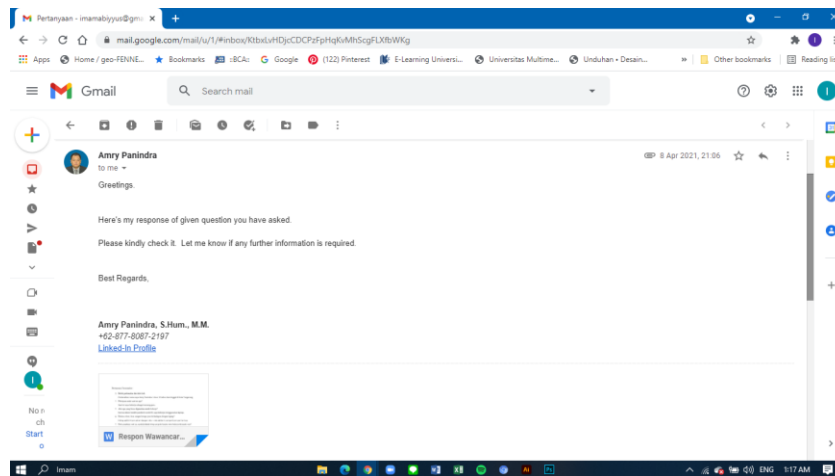 Pertanyaan - imamabiyyus@gm
mail.google.com/mail/u/1/#inbox/KtbxLvHDjcCDCPzFpHqKvMhScgFLXfbWKg
Apps Home / geo-FENNE... Bookmarks :BCA: Google (122) Pinterest E-Learning Universi... Universitas Multime... Unduhan • Desain... » Other bookmarks Reading lis
Gmail
Search mail
Amry Panindra
8 Apr 2021, 21:06
to me
Greetings.
Here's my response of given question you have asked.
Please kindly check it. Let me know if any further information is required.
Best Regards,
Amry Panindra, S.Hum., M.M.
+62-877-8087-2197
Linked-In Profile
W Respon Wawancar...
I
No r
ch
Start
Imam
ENG 1:17 AM